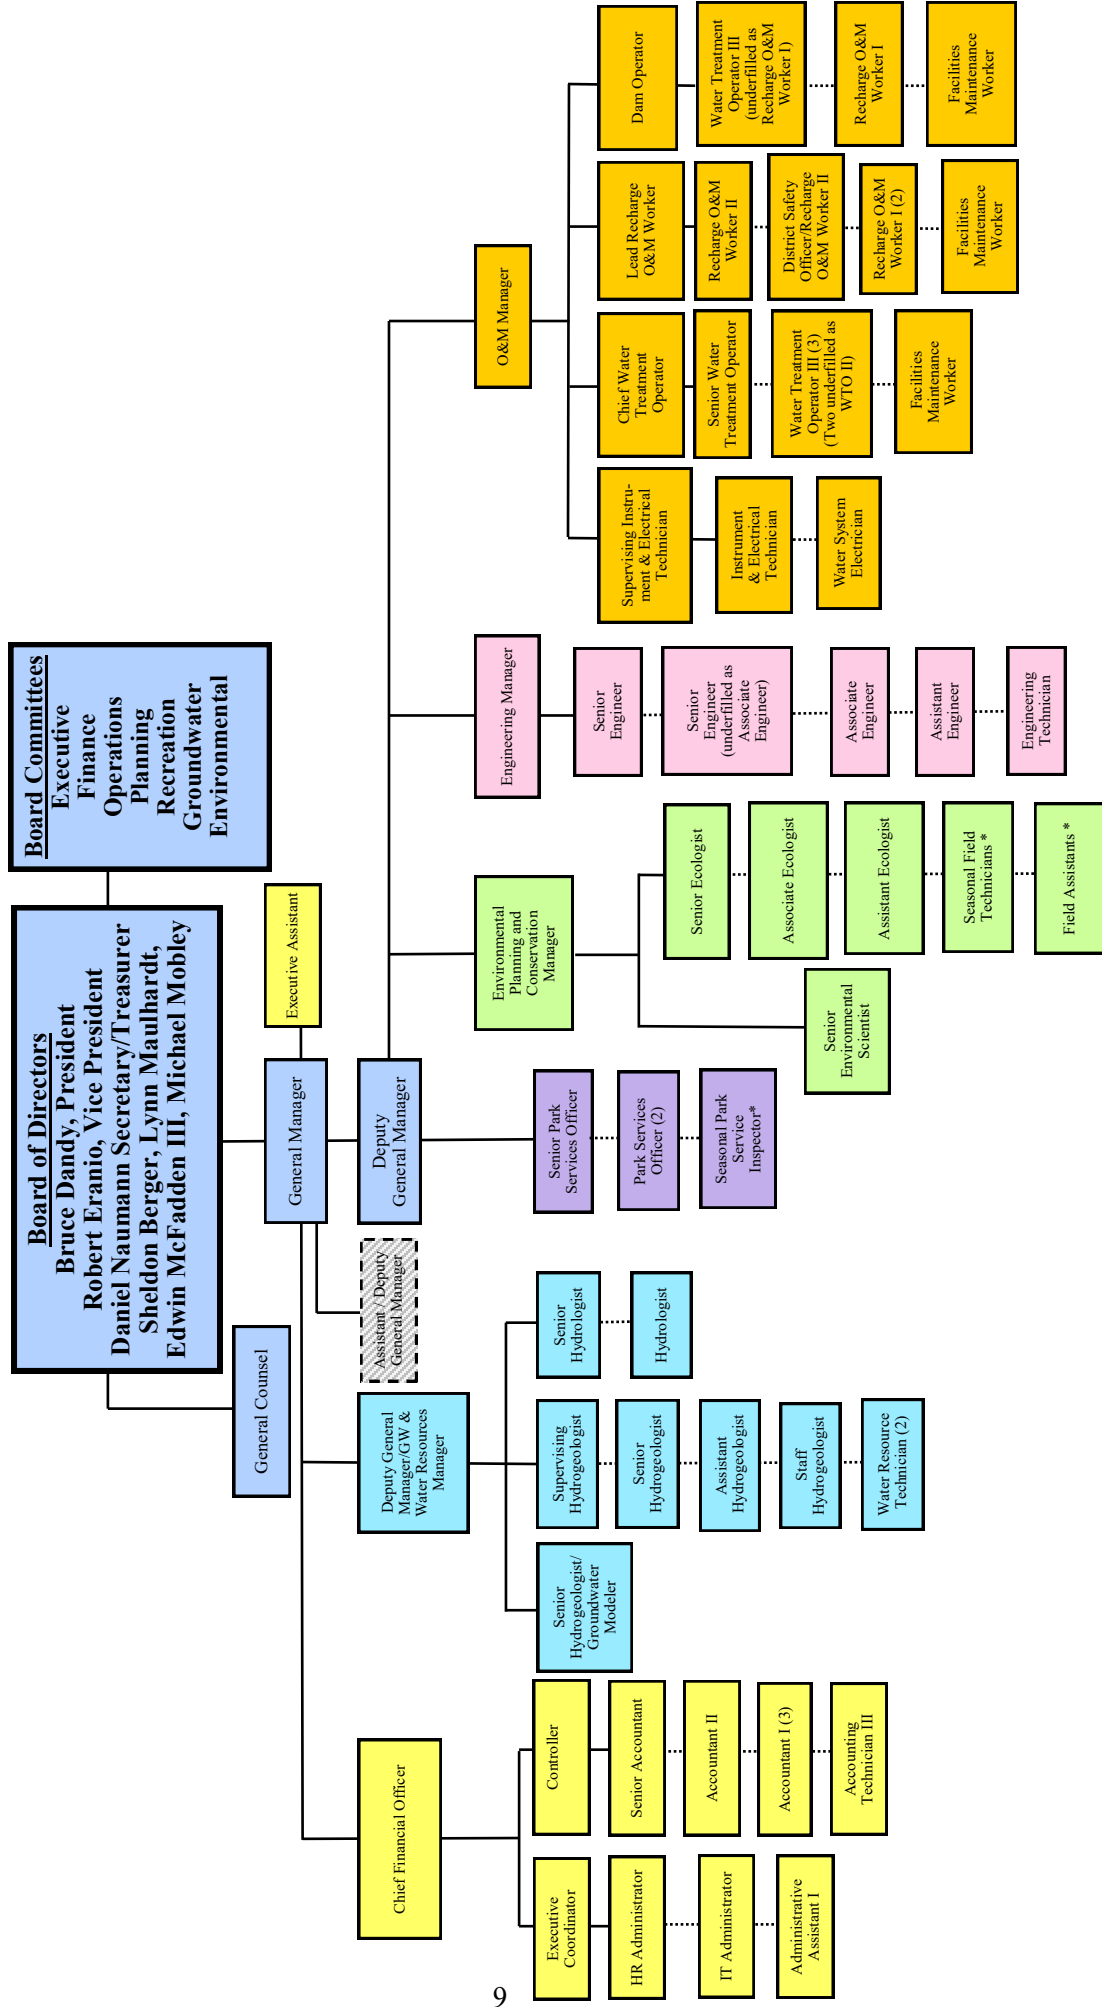 Board of Directors
Bruce Dandy, President
Robert Eranio, Vice President
Daniel Naumann Secretary/Treasurer
Sheldon Berger, Lynn Maulhardt,
Edwin McFadden III, Michael Mobley
Board Committees
Executive
Finance
Operations
Planning
Recreation
Groundwater
Environmental
General Counsel
General Manager
Executive Assistant
Assistant / Deputy
General Manager
Deputy
General Manager
Chief Financial Officer
Executive
Coordinator
HR Administrator
IT Administrator
Administrative
Assistant I
Controller
Senior Accountant
Accountant II
Accountant I (3)
Accounting
Technician III
Deputy General
Manager/GW &
Water Resources
Manager
Senior
Hydrogeologist/
Groundwater
Modeler
Supervising
Hydrogeologist
Senior
Hydrogeologist
Assistant
Hydrogeologist
Staff
Hydrogeologist
Water Resource
Technician (2)
Senior
Hydrologist
Hydrologist
Senior Park
Services Officer
Park Services
Officer (2)
Seasonal Park
Service
Inspector*
Environmental
Planning and
Conservation
Manager
Senior
Environmental
Scientist
Senior Ecologist
Associate Ecologist
Assistant Ecologist
Seasonal Field
Technicians *
Field Assistants *
Engineering Manager
Senior
Engineer
Senior
Engineer
(underfilled as
Associate
Engineer)
Associate
Engineer
Assistant
Engineer
Engineering
Technician
O&M Manager
Supervising Instru-
ment & Electrical
Technician
Instrument
& Electrical
Technician
Water System
Electrician
Chief Water
Treatment
Operator
Senior Water
Treatment Operator
Water Treatment
Operator III (3)
(Two underfilled as
WTO II)
Facilities
Maintenance
Worker
Lead Recharge
O&M Worker
Recharge O&M
Worker II
District Safety
Officer/Recharge
O&M Worker II
Recharge O&M
Worker I (2)
Facilities
Maintenance
Worker
Dam Operator
Water Treatment
Operator III
(underfilled as
Recharge O&M
Worker I)
Recharge O&M
Worker I
Facilities
Maintenance
Worker
9